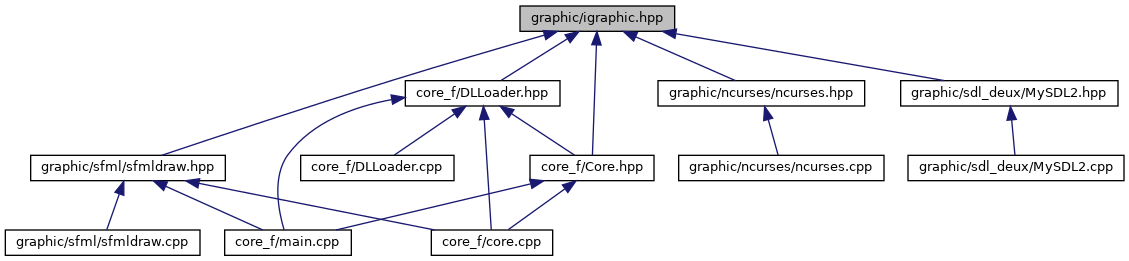 graphic/igraphic.hpp
core_f/DLLoader.hpp
graphic/ncurses/ncurses.hpp
graphic/sdl_deux/MySDL2.hpp
graphic/sfml/sfmldraw.hpp
core_f/DLLoader.cpp
core_f/Core.hpp
graphic/ncurses/ncurses.cpp
graphic/sdl_deux/MySDL2.cpp
graphic/sfml/sfmldraw.cpp
core_f/main.cpp
core_f/core.cpp